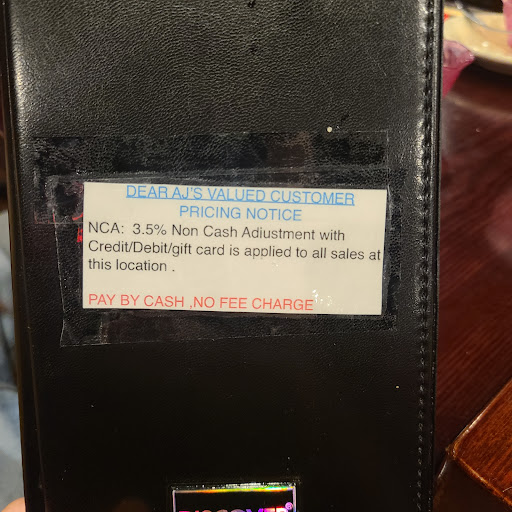 DEAR AJ'S VALUED CUSTOMER
PRICING NOTICE
NCA: 3.5% Non Cash Adjustment with
Credit/Debit/gift card is applied to all sales at
this location .
PAY BY CASH ,NO FEE CHARGE
DISCOVER®